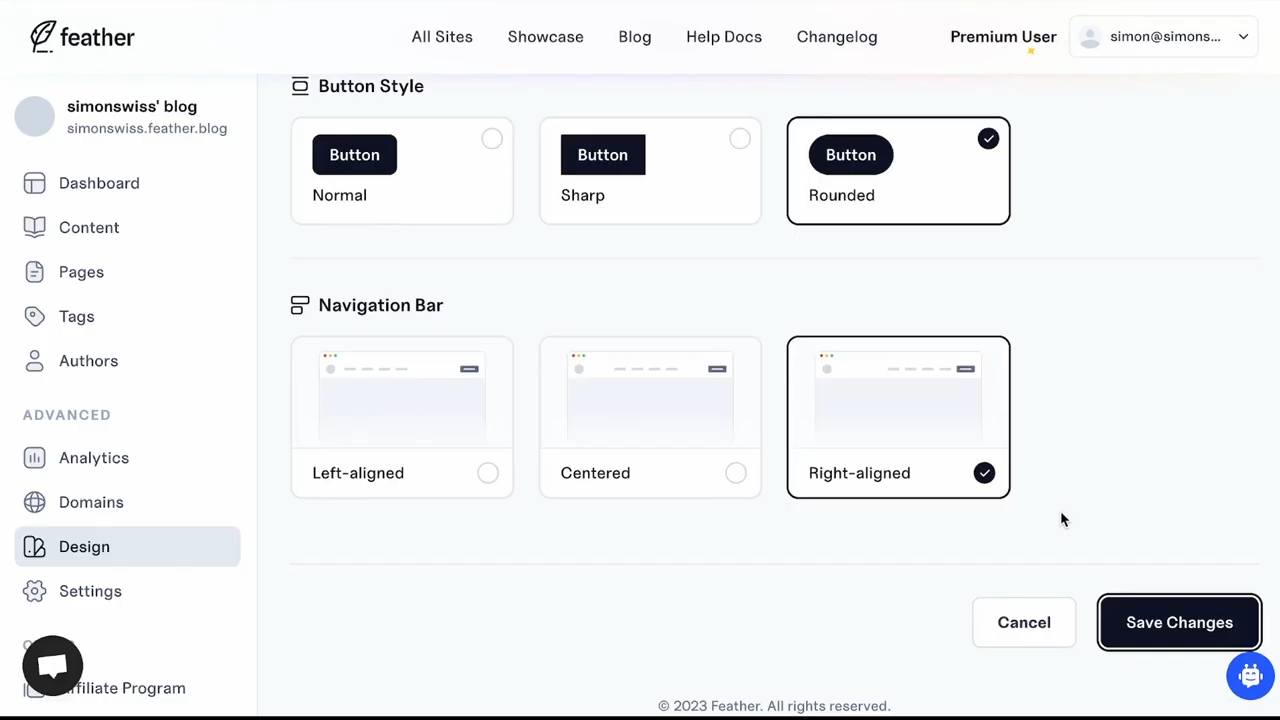 feather
All Sites
Showcase
Blog
Help Docs
Changelog
Premium User
simon@simons...
simonswiss' blog
simonswiss.feather.blog
Dashboard
Content
Pages
Tags
Authors
ADVANCED
Analytics
Domains
Design
Settings
Affiliate Program
Button Style
Button
Normal
Button
Sharp
Button
Rounded
Navigation Bar
Left-aligned
Centered
Right-aligned
Cancel
Save Changes
© 2023 Feather. All rights reserved.